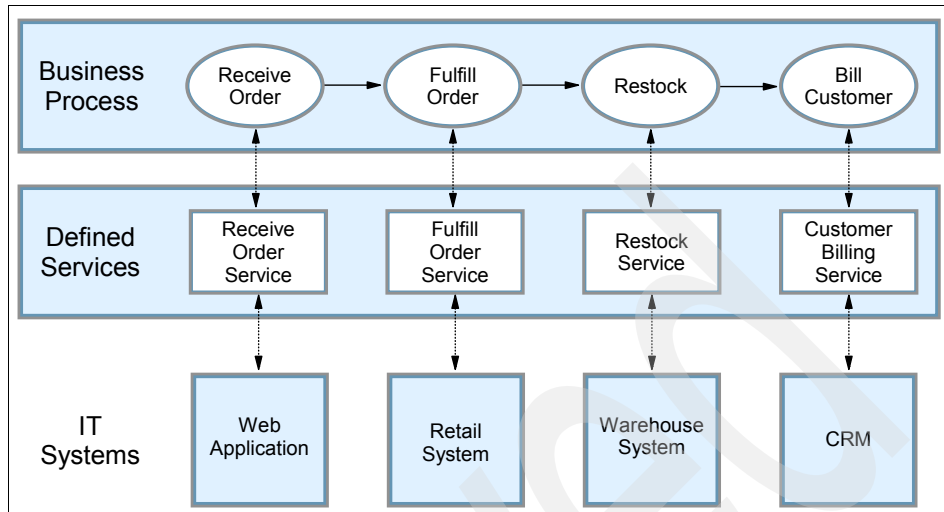 Business
Process
Receive
Order
Fulfill
Order
Restock
Bill
Customer
Defined
Services
Receive
Order
Service
Fulfill
Order
Service
Restock
Service
Customer
Billing
Service
IT
Systems
Web
Application
Retail
System
Warehouse
System
CRM